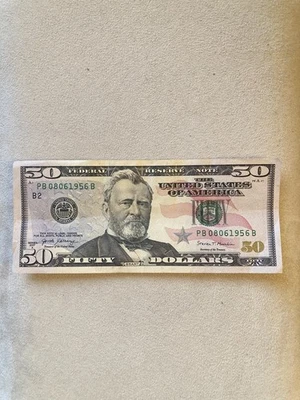 50 FEDERAL RESERVE NOTE 50
THE
UNITED STATES
OF AMERICA
PB 08061956 B
B2
PB 08061956 B
50
50 FIFTY DOLLARS